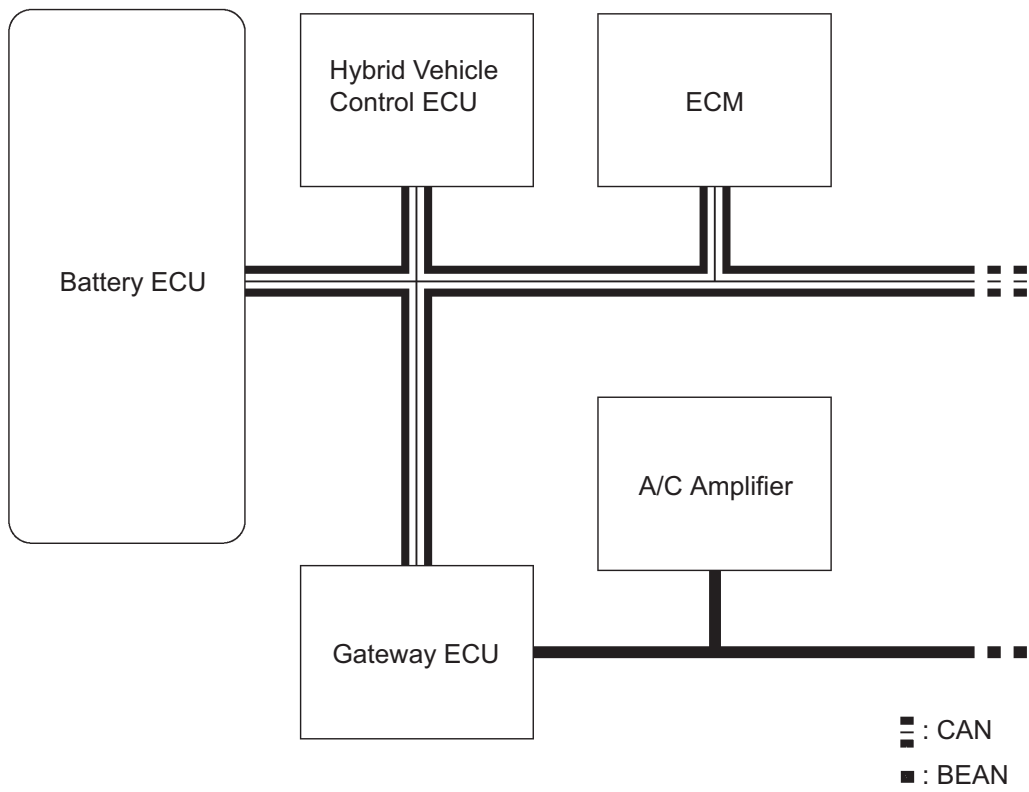 Hybrid Vehicle
Control ECU
ECM
Battery ECU
A/C Amplifier
Gateway ECU
: CAN
: BEAN